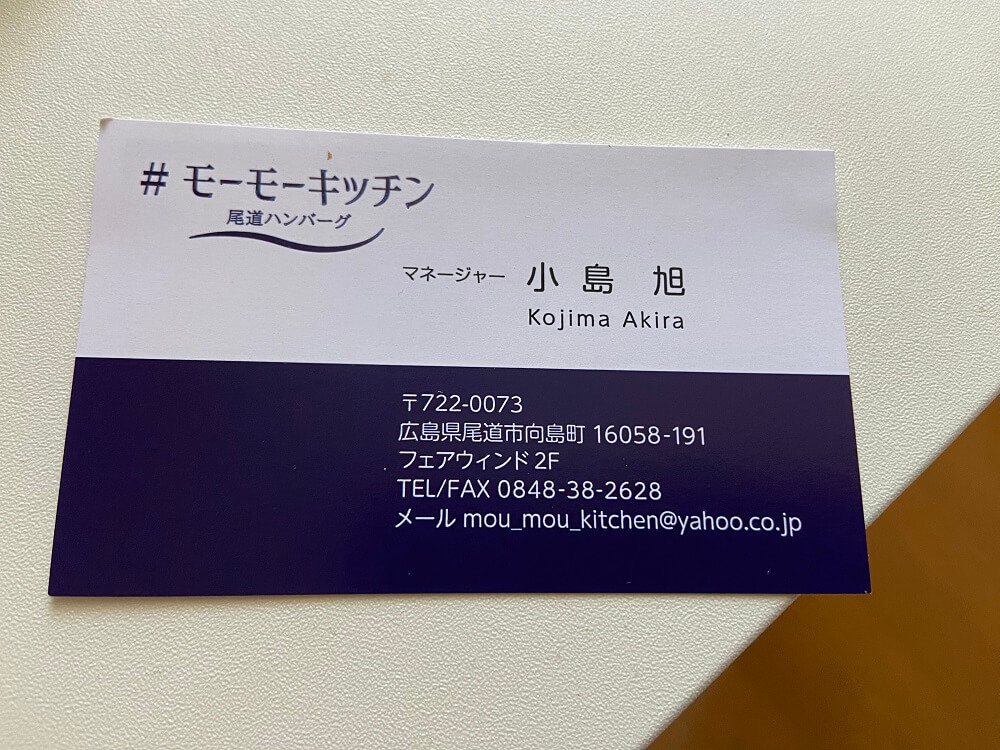 # モーモーキッチン
尾道ハンバーグ
マネージャー 小島 旭
Kojima Akira
〒722-0073
広島県尾道市向島町 16058-191
フェアウィンド 2F
TEL/FAX 0848-38-2628
メール mou_mou_kitchen@yahoo.co.jp